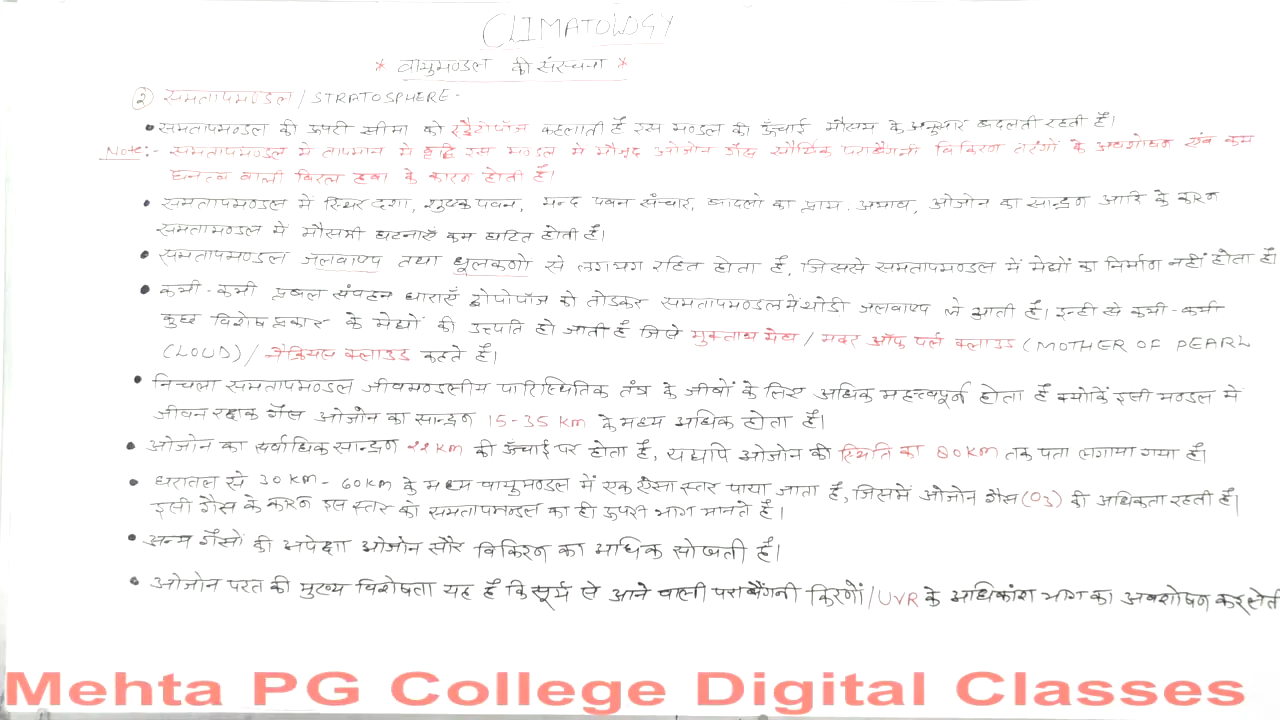 CLIMATOLOGY
* वायुमण्डल की संरचना *
② समतापमण्डल / STRATOSPHERE -
• समतापमण्डल की ऊपरी सीमा को स्ट्रैटोपॉज कहलाती है इस मण्डल की ऊँचाई मौसम के अनुसार बदलती रहती है।
Note:- समतापमण्डल में तापमान में वृद्धि इस मण्डल में मौजूद ओजोन गैस सौर्यिक पराबैंगनी विकिरण तरंगों के अवशोषण एंव कम
घनत्व वाली विरल हवा के कारण होती है।
• समतापमण्डल में स्थिर दशा, शुष्क पवन, मन्द पवन संचार, बादलों का प्राय. अभाव, ओजोन का सान्द्रण आदि के कारण
समतामण्डल में मौसमी घटनाएँ कम घटित होती हैं।
• समतापमण्डल जलवाष्प तथा धूलकणों से लगभग रहित होता है, जिससे समतापमण्डल में मेघों का निर्माण नहीं होता है।
• कभी-कभी प्रबल संवहन धाराएँ ट्रोपोपॉज को तोडकर समतापमण्डल में थोडी जलवाष्प ले आती हैं। इन्ही से कभी-कभी
कुछ विशेष प्रकार के मेघों की उत्पति हो जाती है जिसे मुक्ताभ मेघ / मदर ऑफ पर्ल क्लाउड (MOTHER OF PEARL
CLOUD) / नैक्रियस क्लाउड कहते हैं।
• निचला समतापमण्डल जीवमण्डलीय पारिस्थितिक तंत्र के जीवों के लिए अधिक महत्त्वपूर्ण होता है क्योंकि इसी मण्डल में
जीवन रक्षक गैस ओजोन का सान्द्रण 15-35 Km के मध्य अधिक होता है।
• ओजोन का सर्वाधिक सान्द्रण 22 Km की ऊँचाई पर होता है, यद्यपि ओजोन की स्थिति का 80 KM तक पता लगाया गया है।
• धरातल से 30 KM - 60 KM के मध्य वायुमण्डल में एक ऐसा स्तर पाया जाता है, जिसमें ओजोन गैस (O3) की अधिकता रहती है।
इसी गैस के कारण इस स्तर को समतापमण्डल का ही ऊपरी भाग मानते हैं।
• अन्य गैसों की अपेक्षा ओजोन सौर विकिरण का अधिक सोखती है।
• ओजोन परत की मुख्य विशेषता यह है कि सूर्य से आने वाली पराबैंगनी किरणों / UVR के अधिकांश भाग का अवशोषण कर लेती
Mehta PG College Digital Classes